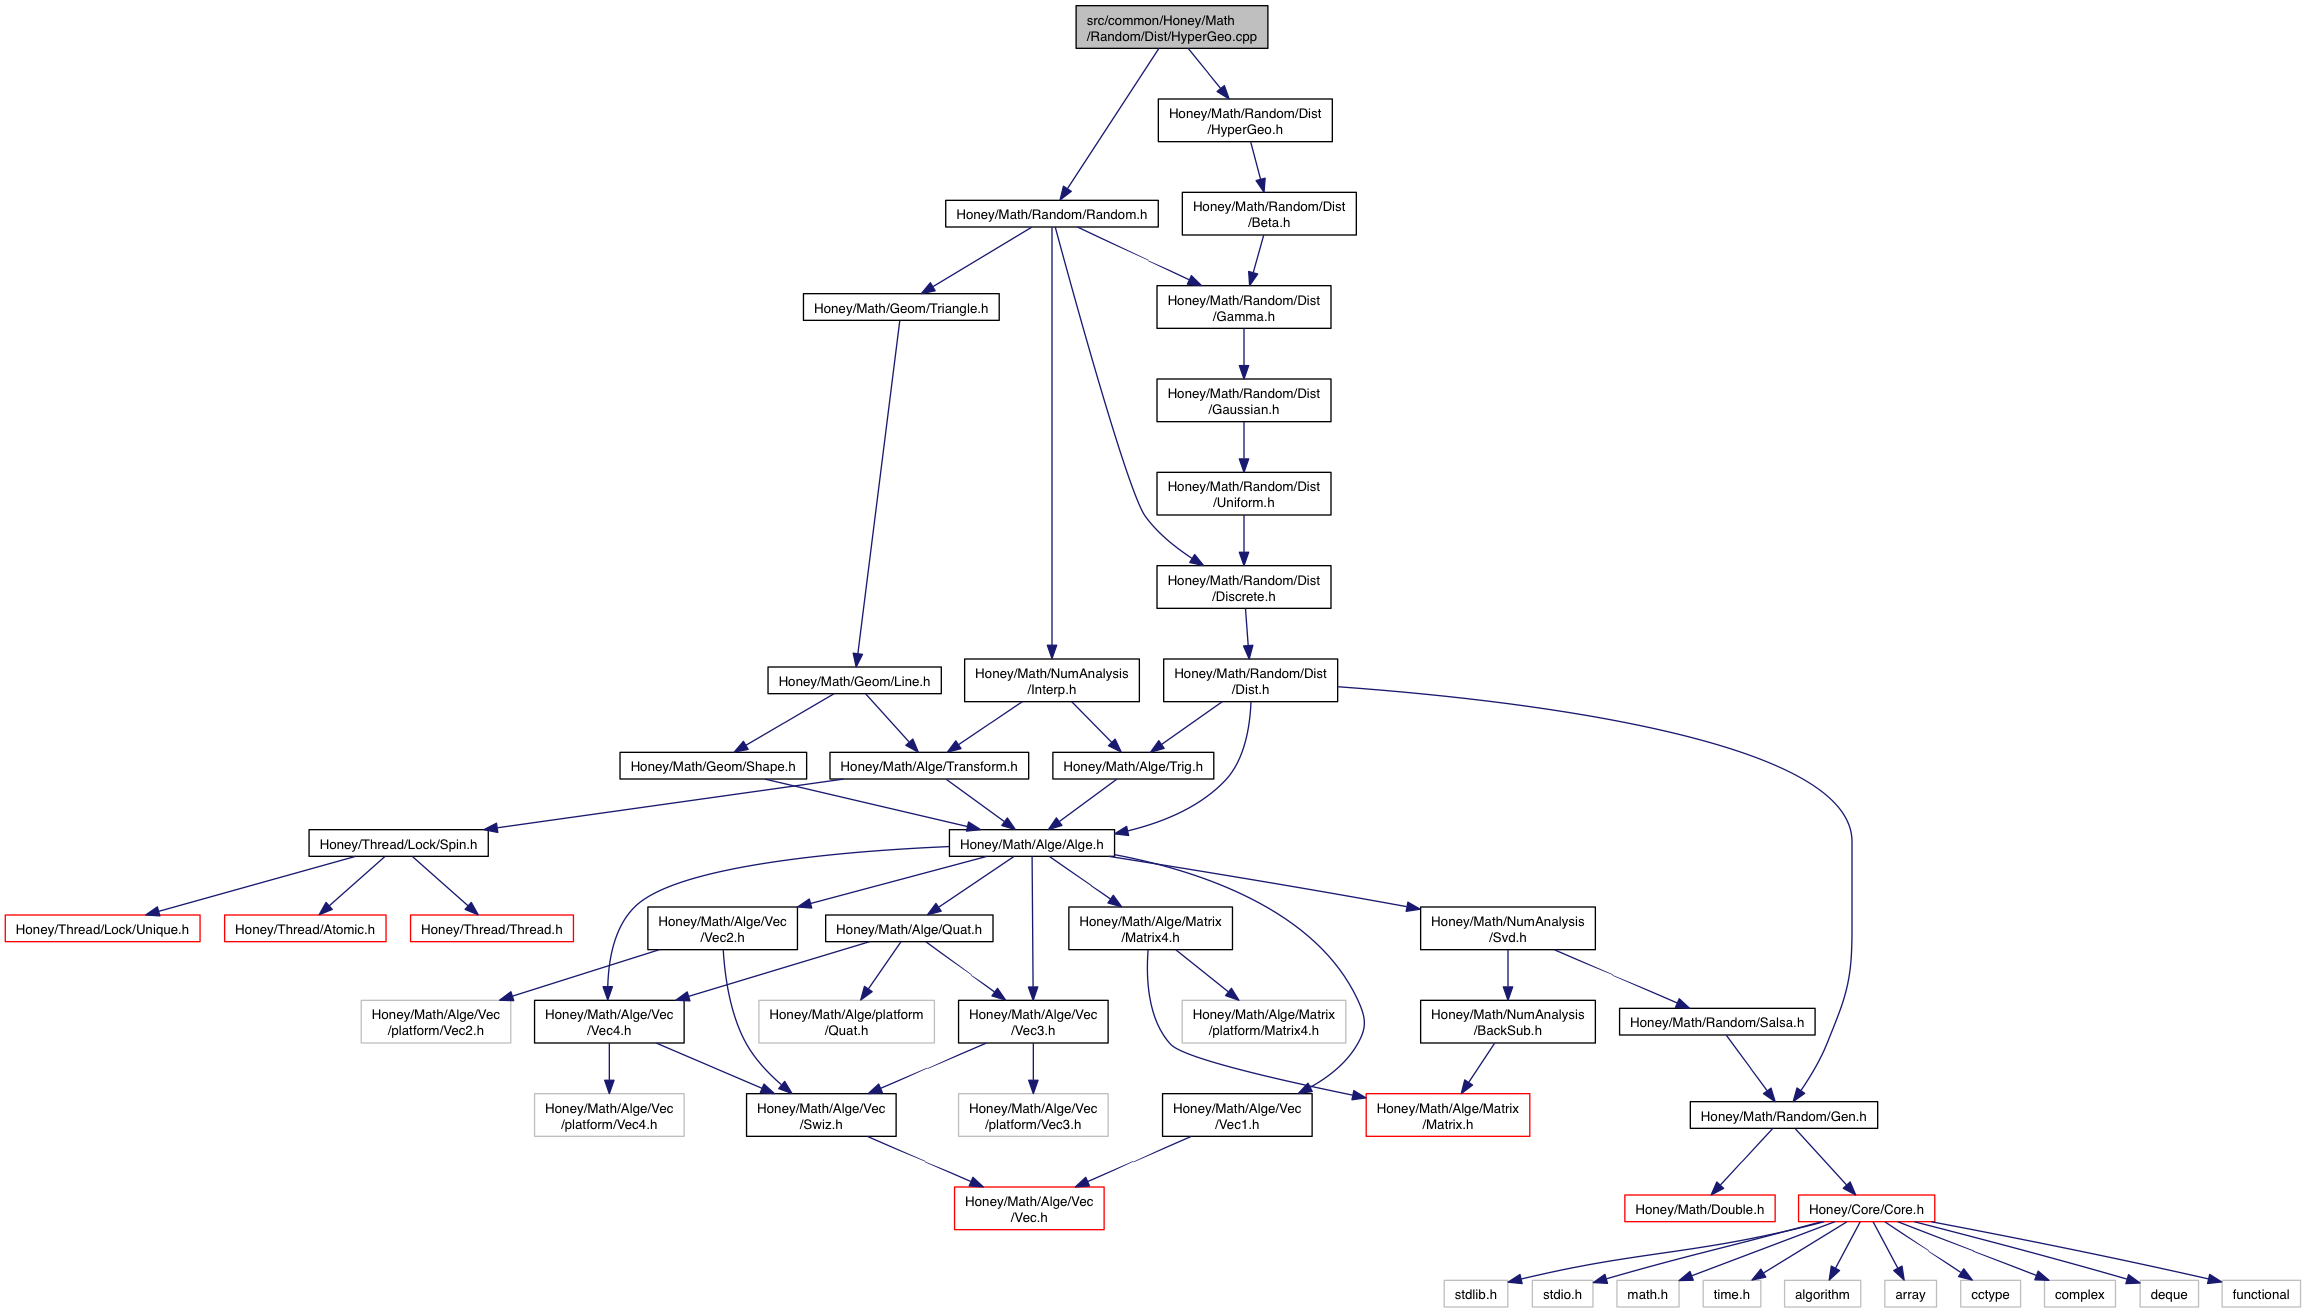 src/common/Honey/Math
/Random/Dist/HyperGeo.cpp
Honey/Math/Random/Dist
/HyperGeo.h
Honey/Math/Random/Random.h
Honey/Math/Random/Dist
/Beta.h
Honey/Math/Geom/Triangle.h
Honey/Math/Random/Dist
/Gamma.h
Honey/Math/Random/Dist
/Gaussian.h
Honey/Math/Random/Dist
/Uniform.h
Honey/Math/Random/Dist
/Discrete.h
Honey/Math/Geom/Line.h
Honey/Math/NumAnalysis
/Interp.h
Honey/Math/Random/Dist
/Dist.h
Honey/Math/Geom/Shape.h
Honey/Math/Alge/Transform.h
Honey/Math/Alge/Trig.h
Honey/Thread/Lock/Spin.h
Honey/Math/Alge/Alge.h
Honey/Thread/Lock/Unique.h
Honey/Thread/Atomic.h
Honey/Thread/Thread.h
Honey/Math/Alge/Vec
/Vec2.h
Honey/Math/Alge/Quat.h
Honey/Math/Alge/Matrix
/Matrix4.h
Honey/Math/NumAnalysis
/Svd.h
Honey/Math/Alge/Vec
/platform/Vec2.h
Honey/Math/Alge/Vec
/Vec4.h
Honey/Math/Alge/platform
/Quat.h
Honey/Math/Alge/Vec
/Vec3.h
Honey/Math/Alge/Matrix
/platform/Matrix4.h
Honey/Math/NumAnalysis
/BackSub.h
Honey/Math/Random/Salsa.h
Honey/Math/Alge/Vec
/platform/Vec4.h
Honey/Math/Alge/Vec
/Swiz.h
Honey/Math/Alge/Vec
/platform/Vec3.h
Honey/Math/Alge/Vec
/Vec1.h
Honey/Math/Alge/Matrix
/Matrix.h
Honey/Math/Random/Gen.h
Honey/Math/Alge/Vec
/Vec.h
Honey/Math/Double.h
Honey/Core/Core.h
stdlib.h
stdio.h
math.h
time.h
algorithm
array
cctype
complex
deque
functional